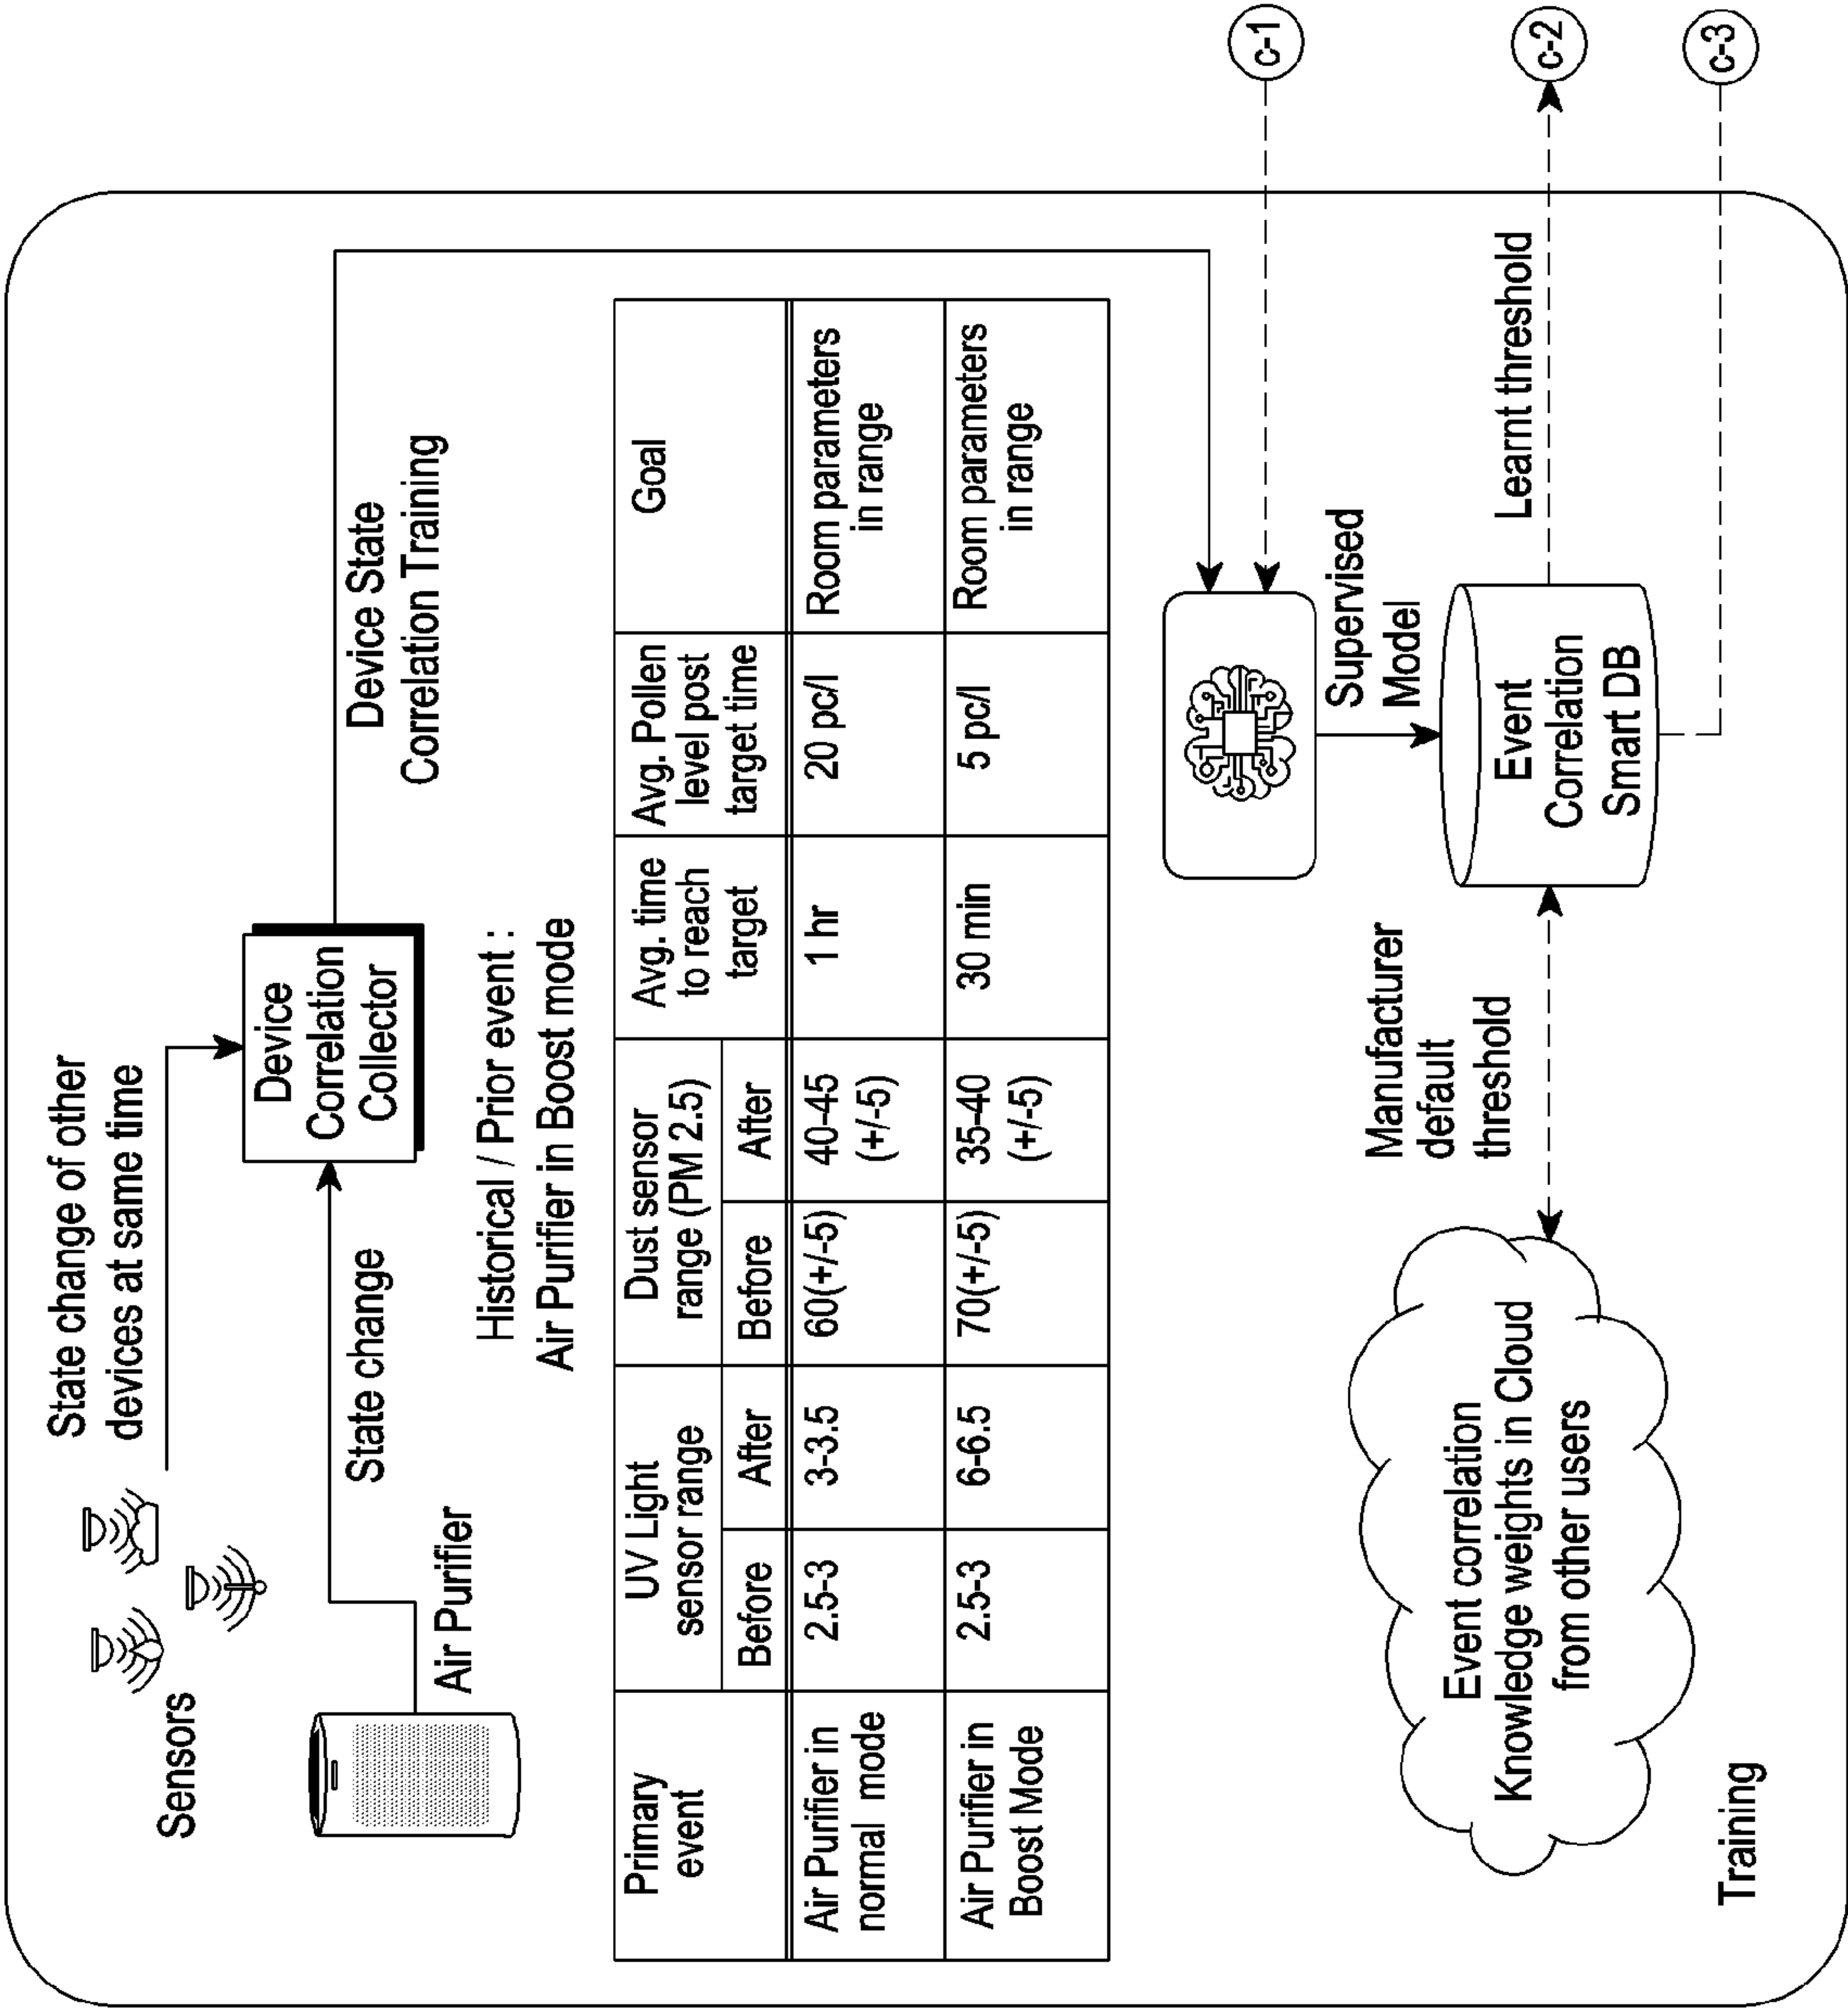 State change of other
devices at same time
Sensors
State change
Air Purifier
Device
Correlation
Collector
Device State
Correlation Training
Historical / Prior event :
Air Purifier in Boost mode
Primary
event
UV Light
sensor range
Dust sensor
range (PM 2.5)
Avg. time
to reach
target
Avg. Pollen
level post
target time
Goal
Before
After
Before
After
Air Purifier in
normal mode
2.5-3
3-3.5
60(+/-5)
40-45
(+/-5)
1 hr
20 pc/l
Room parameters
in range
Air Purifier in
Boost Mode
2.5-3
6-6.5
70(+/-5)
35-40
(+/-5)
30 min
5 pc/l
Room parameters
in range
c-1
Supervised
Model
Event correlation
Knowledge weights in Cloud
from other users
Manufacturer
default
threshold
Event
Correlation
Smart DB
Learnt threshold
c-2
c-3
Training